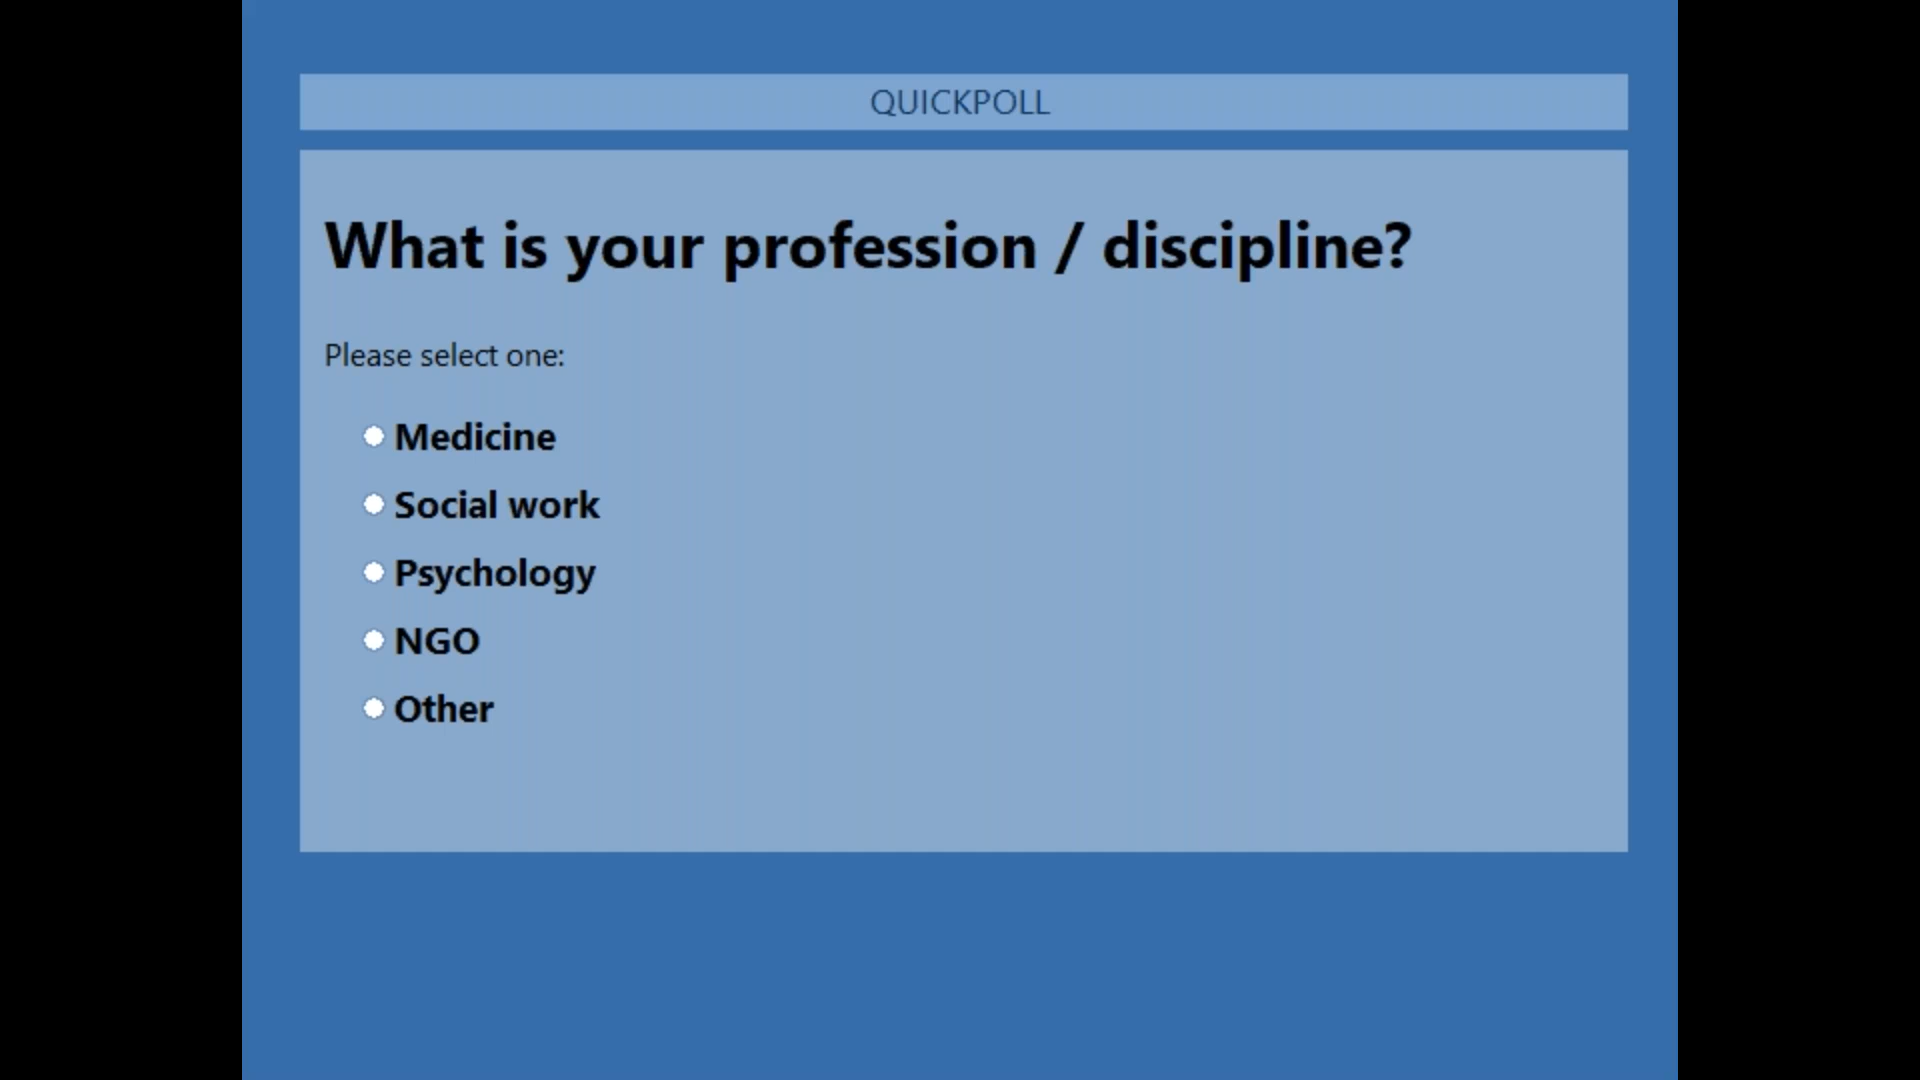 QUICKPOLL
What is your profession / discipline?
Please select one:
Medicine
Social work
Psychology
NGO
Other